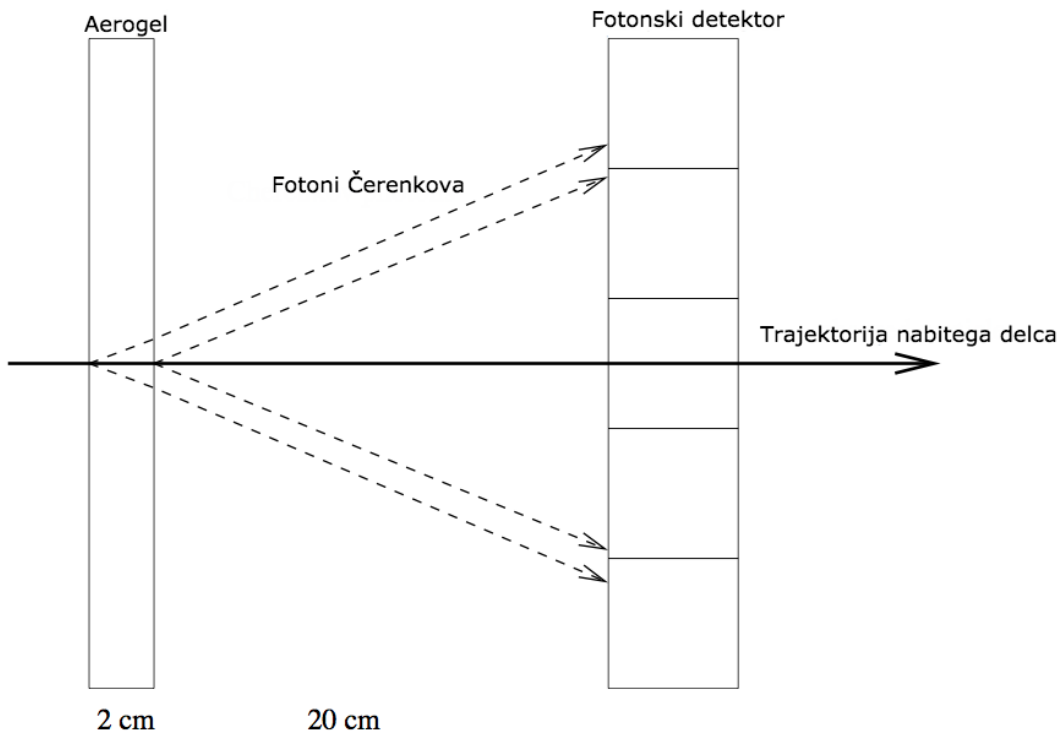 Aerogel
Fotonski detektor
Fotoni Čerenkova
Trajektorija nabitega delca
2 cm
20 cm